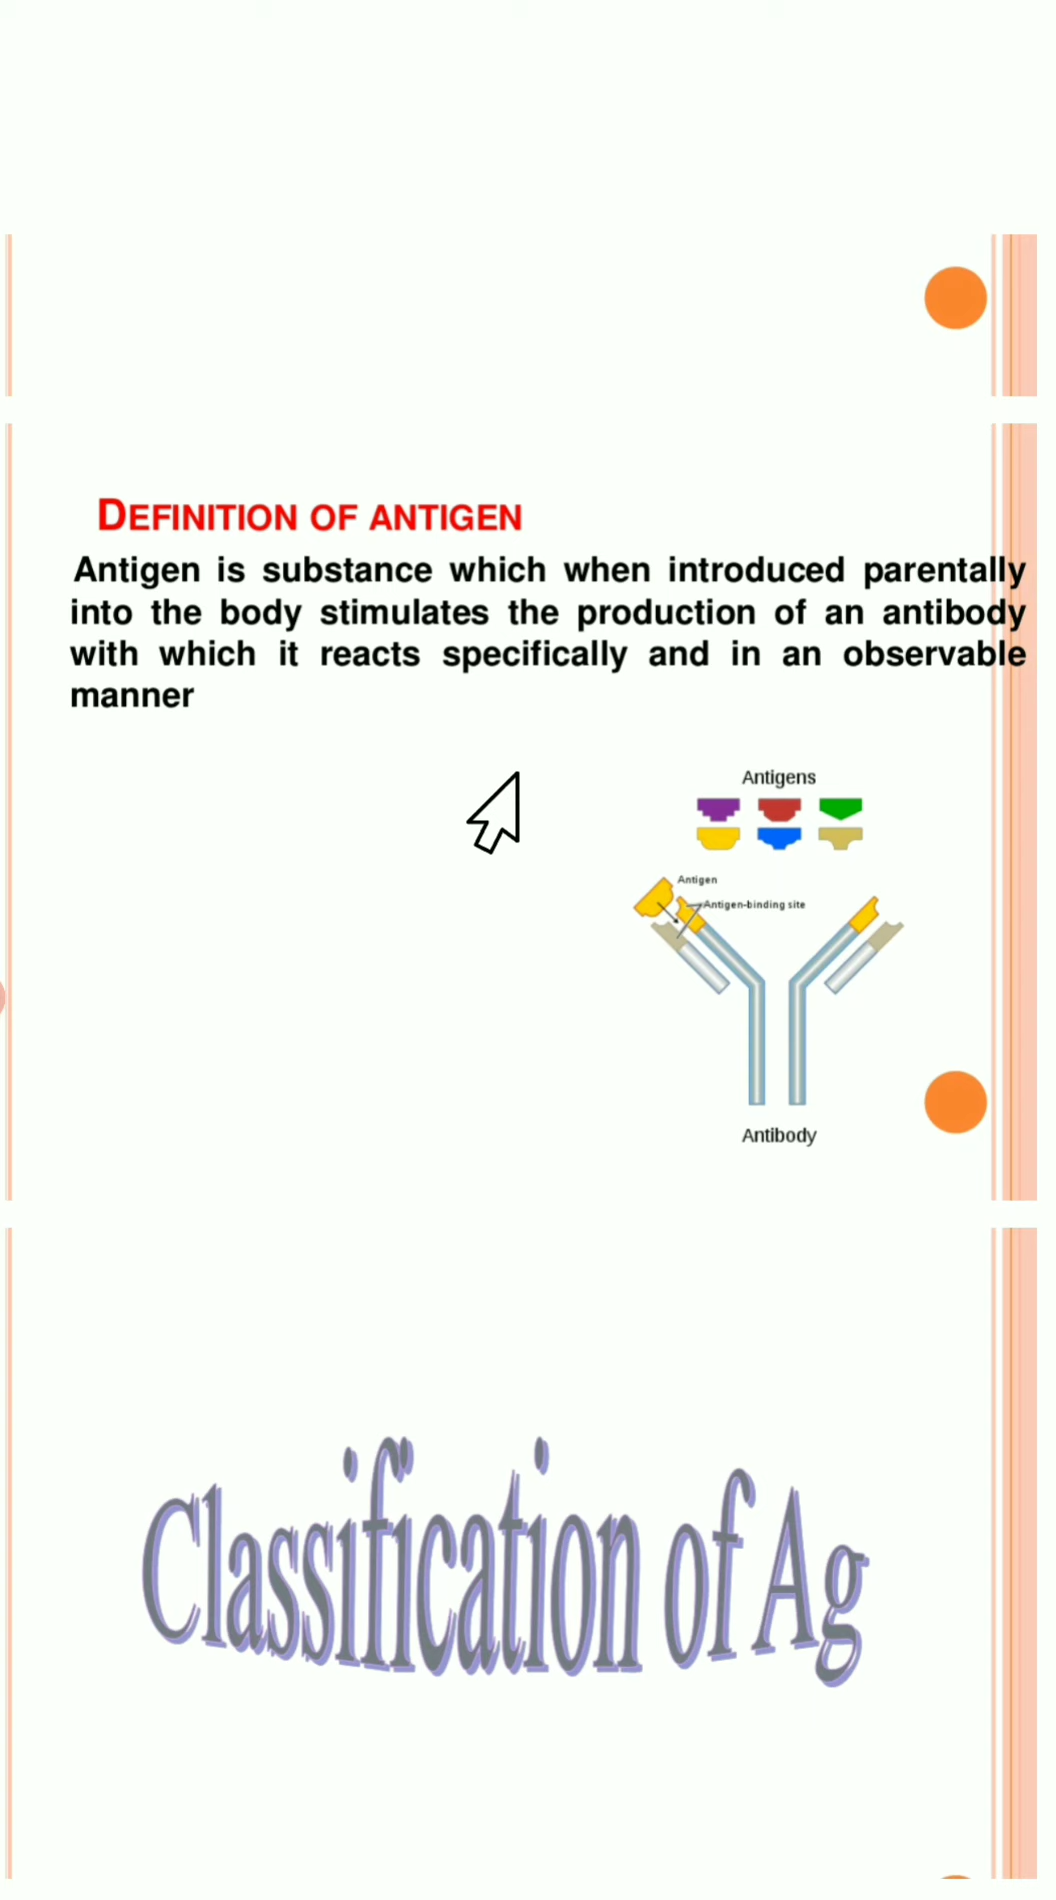 DEFINITION OF ANTIGEN
Antigen is substance which when introduced parentally
into the body stimulates the production of an antibody
with which it reacts specifically and in an observable
manner
Antigens
Antigen
Antigen-binding site
Antibody
Classification of Ag